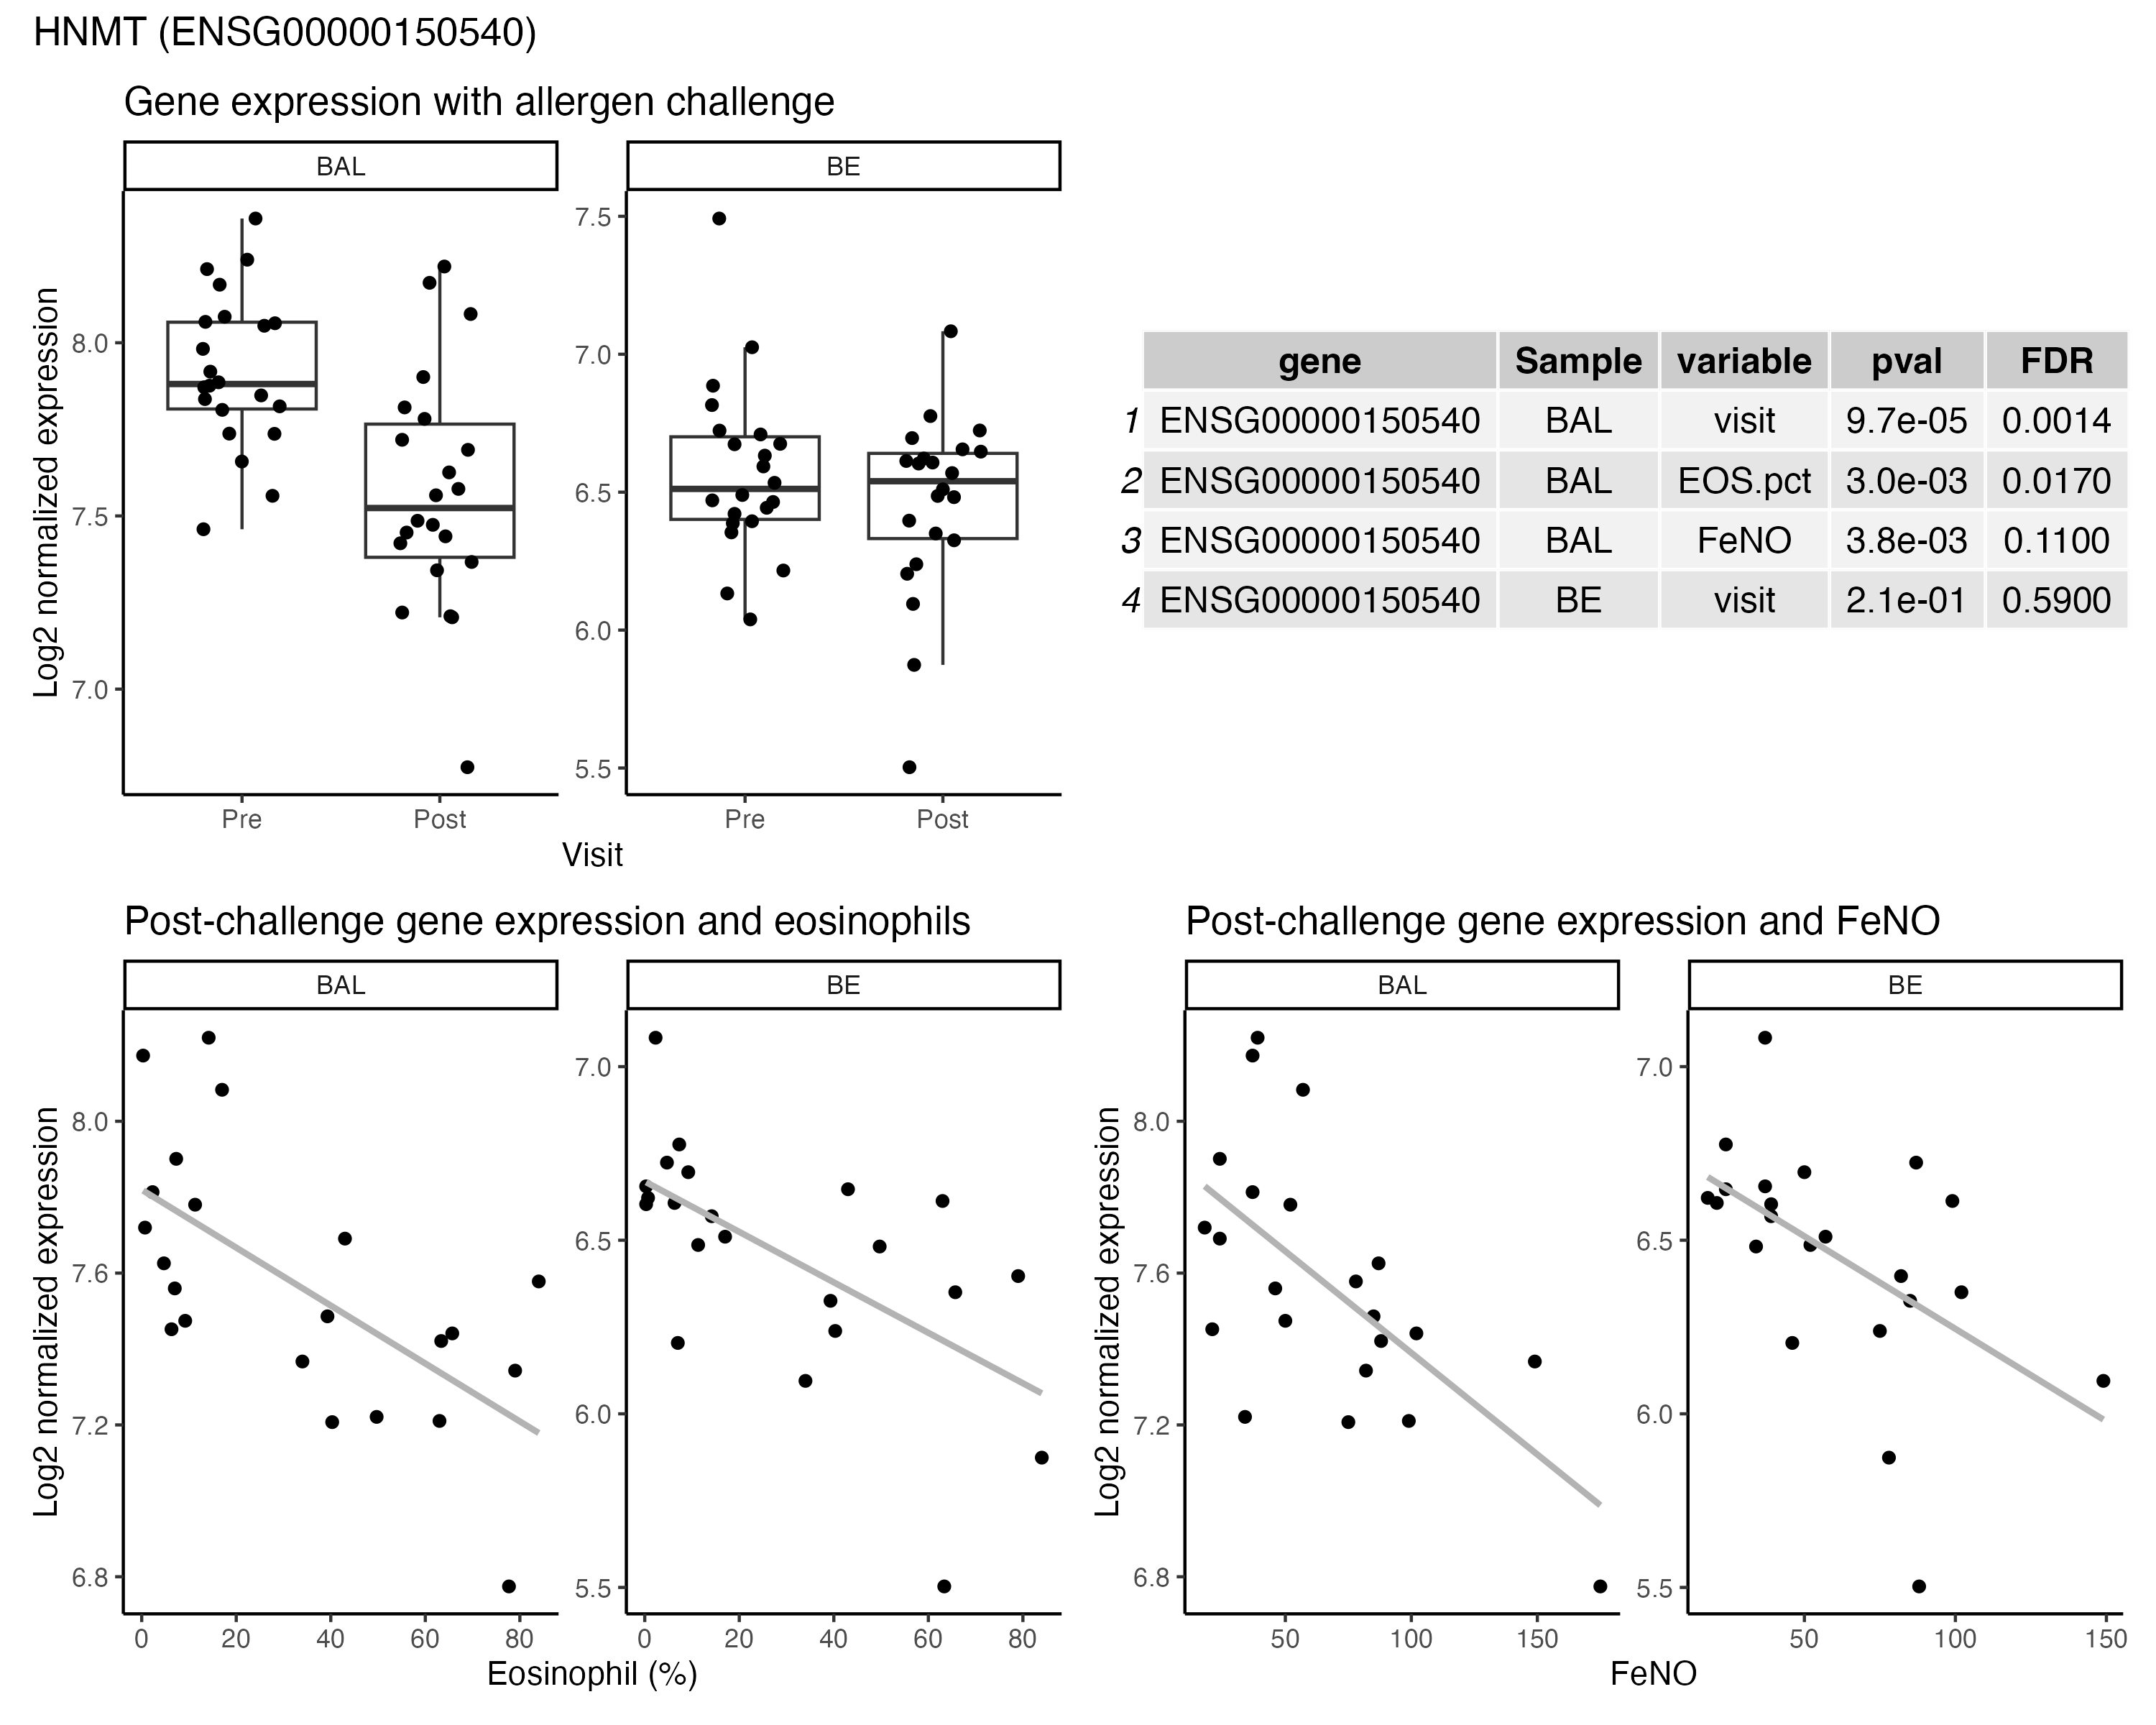 HNMT (ENSG00000150540)
Gene expression with allergen challenge
BAL
BE
Log2 normalized expression
8.0
7.5
7.0
7.5
7.0
6.5
6.0
5.5
Pre
Post
Pre
Post
Visit
gene Sample variable pval FDR
1 ENSG00000150540 BAL visit 9.7e-05 0.0014
2 ENSG00000150540 BAL EOS.pct 3.0e-03 0.0170
3 ENSG00000150540 BAL FeNO 3.8e-03 0.1100
4 ENSG00000150540 BE visit 2.1e-01 0.5900
Post-challenge gene expression and eosinophils
BAL
BE
Log2 normalized expression
8.0
7.6
7.2
6.8
7.0
6.5
6.0
5.5
0 20 40 60 80
0 20 40 60 80
Eosinophil (%)
Post-challenge gene expression and FeNO
BAL
BE
Log2 normalized expression
8.0
7.6
7.2
6.8
7.0
6.5
6.0
5.5
50 100 150
50 100 150
FeNO